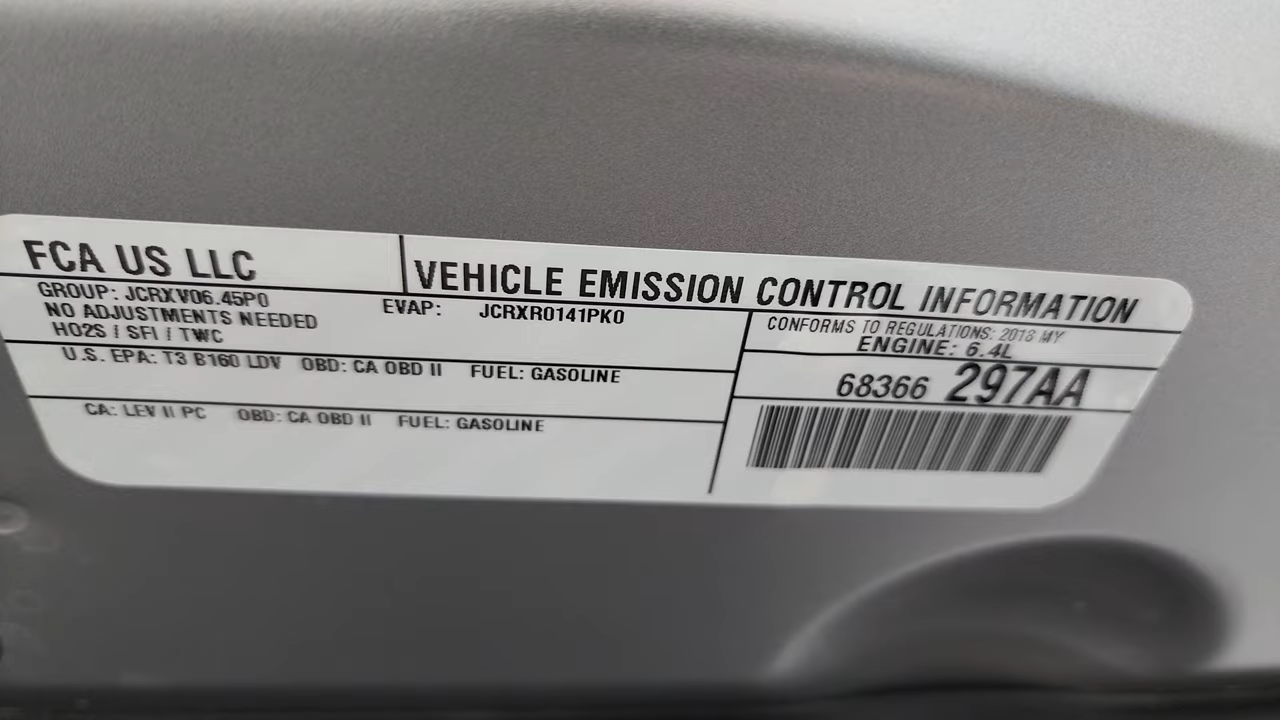 FCA US LLC
VEHICLE EMISSION CONTROL INFORMATION
GROUP: JCRXV06.45P0
EVAP: JCRXR0141PK0
NO ADJUSTMENTS NEEDED
HO2S / SFI / TWC
U.S. EPA: T3 B160 LDV OBD: CA OBD II FUEL: GASOLINE
CA: LEV II PC OBD: CA OBD II FUEL: GASOLINE
CONFORMS TO REGULATIONS: 2018 MY
ENGINE: 6.4L
68366 297AA